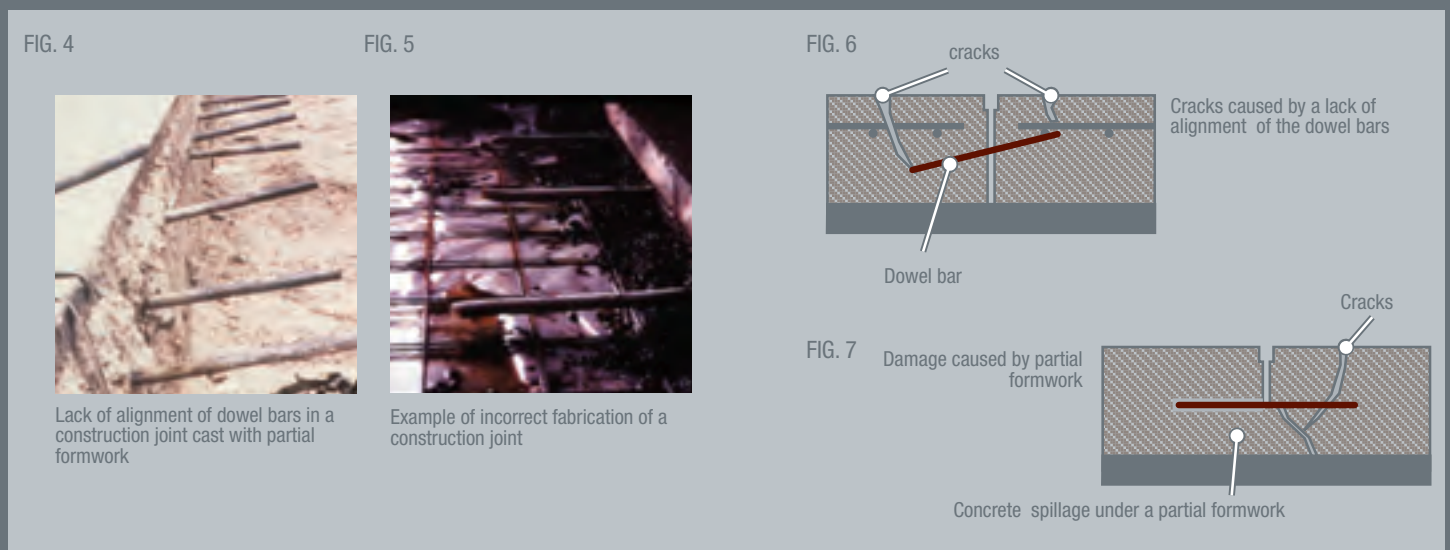 FIG. 4
Lack of alignment of dowel bars in a
construction joint cast with partial
formwork
FIG. 5
Example of incorrect fabrication of a
construction joint
FIG. 6
cracks
Cracks caused by a lack of
alignment of the dowel bars
Dowel bar
FIG. 7
Damage caused by partial
formwork
Cracks
Concrete spillage under a partial formwork